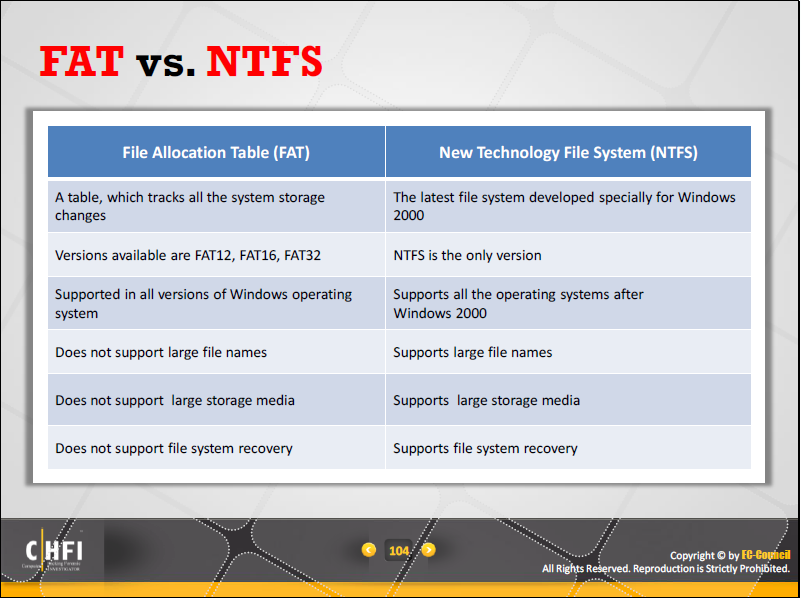 FAT vs. NTFS
File Allocation Table (FAT)
New Technology File System (NTFS)
A table, which tracks all the system storage
changes
The latest file system developed specially for Windows
2000
Versions available are FAT12, FAT16, FAT32
NTFS is the only version
Supported in all versions of Windows operating
system
Supports all the operating systems after
Windows 2000
Does not support large file names
Supports large file names
Does not support  large storage media
Supports  large storage media
Does not support file system recovery
Supports file system recovery
CHFI
INVESTIGATOR
104
Copyright © by EC-Council
All Rights Reserved. Reproduction is Strictly Prohibited.